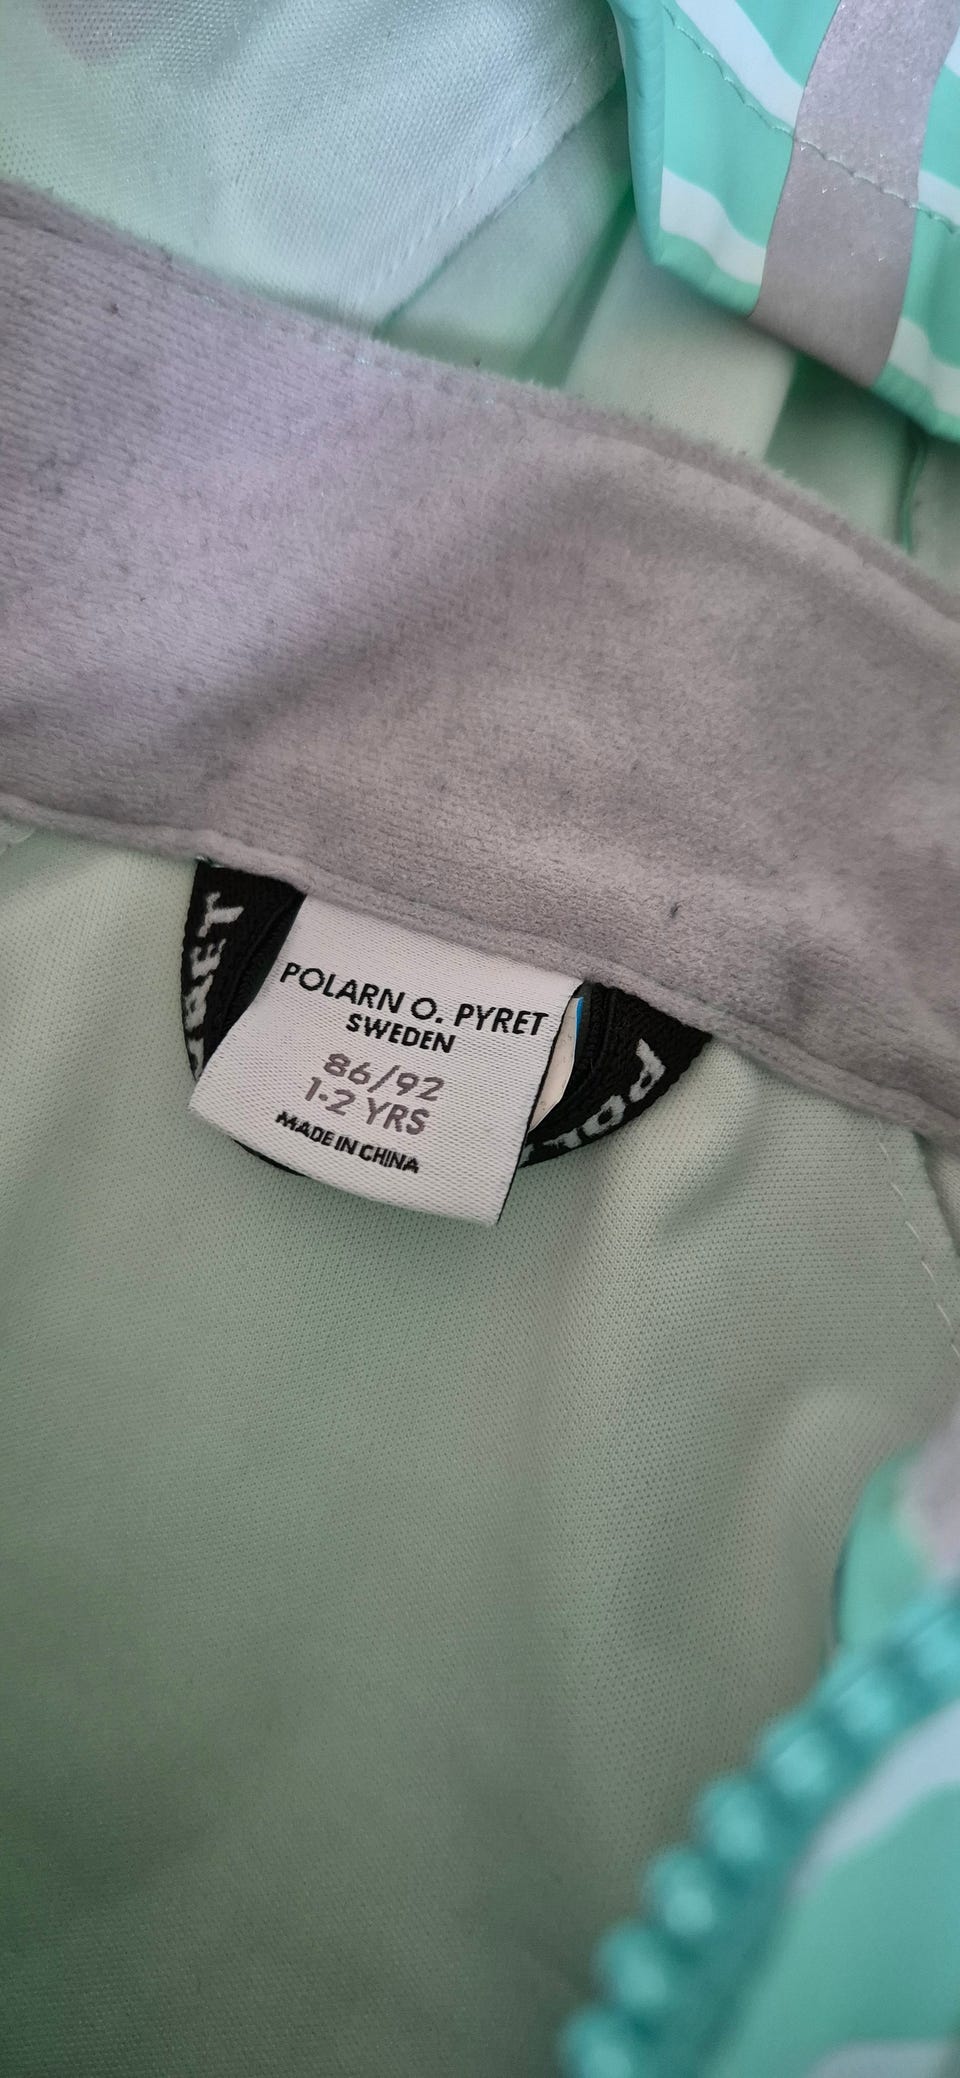 POLARN O. PYRET
SWEDEN
86/92
1-2 YRS
MADE IN CHINA